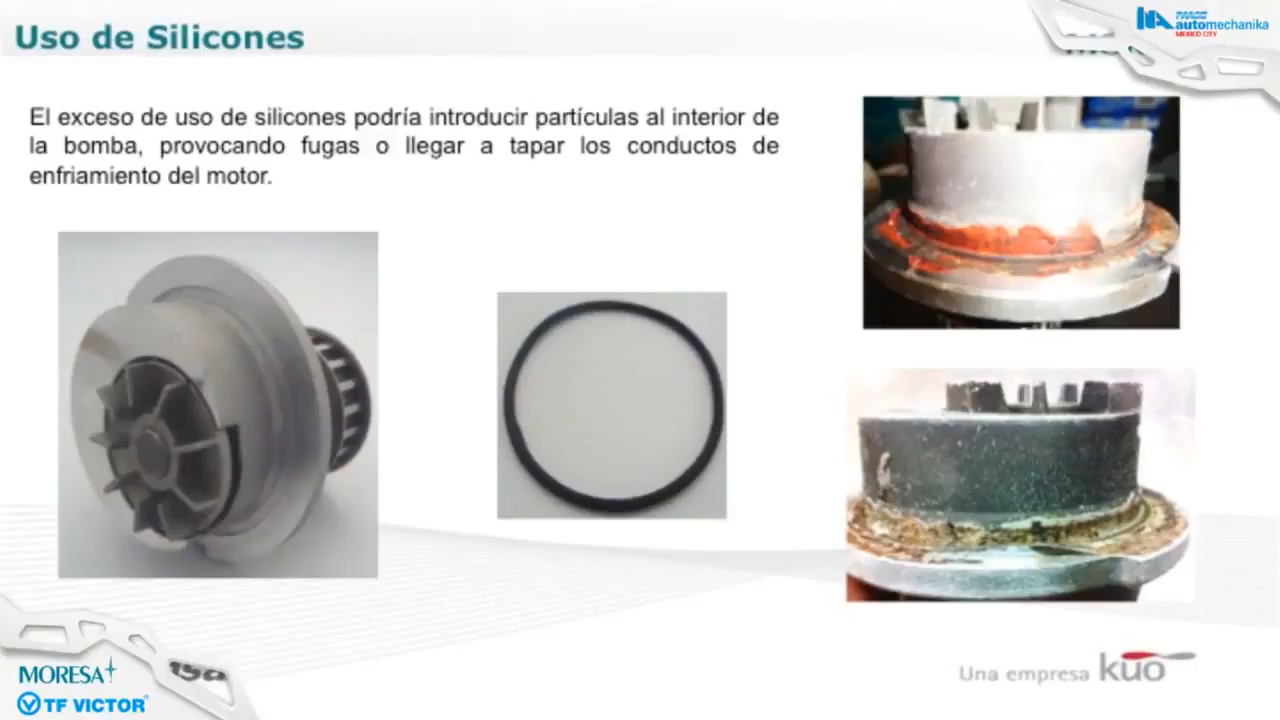 Uso de Silicones
PAACE
automechanika
MEXICO CITY
El exceso de uso de silicones podría introducir partículas al interior de
la bomba, provocando fugas o llegar a tapar los conductos de
enfriamiento del motor.
MORESA
TF VICTOR
Una empresa kuo